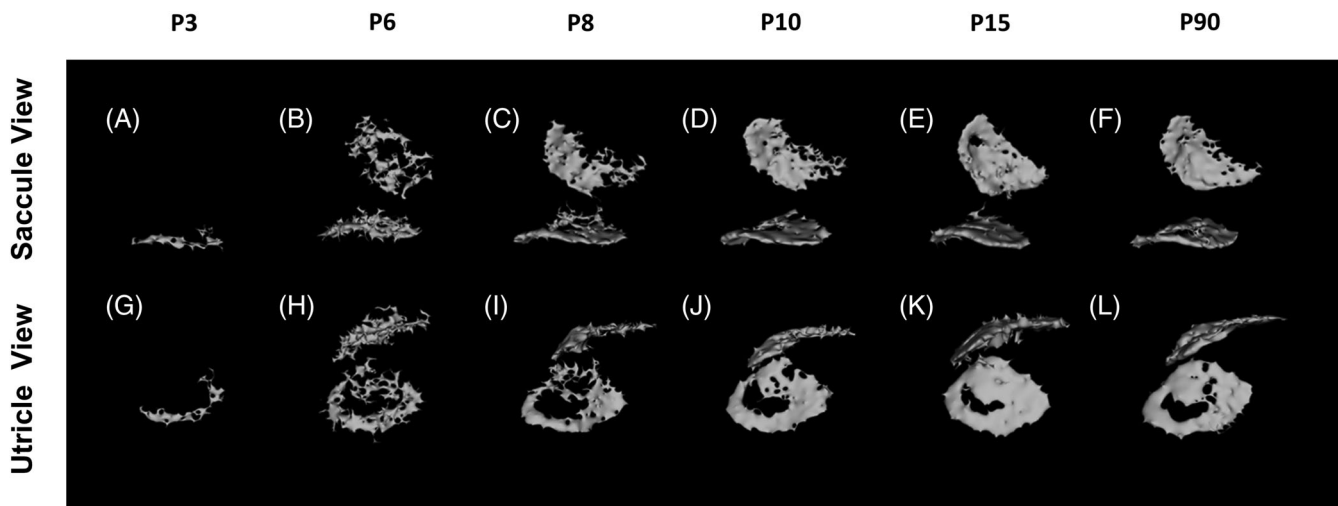 P3 P6 P8 P10 P15 P90
Saccule View
(A) (B) (C) (D) (E) (F)
Utricle View
(G) (H) (I) (J) (K) (L)